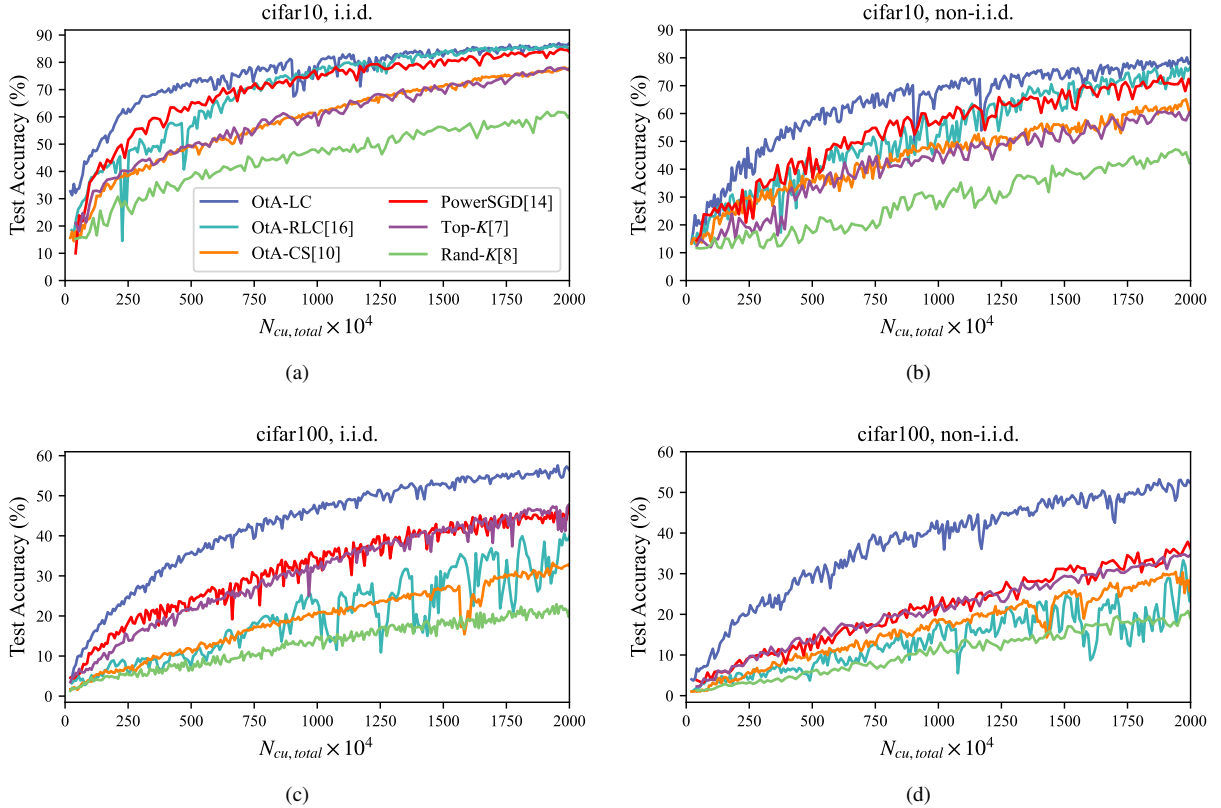 cifar10, i.i.d.
Test Accuracy (%)
90
80
70
60
50
40
30
20
10
0
OtA-LC
OtA-RLC[16]
OtA-CS[10]
PowerSGD[14]
Top-K[7]
Rand-K[8]
0 250 500 750 1000 1250 1500 1750 2000
N_{cu,total} × 10^4
(a)
cifar10, non-i.i.d.
Test Accuracy (%)
90
80
70
60
50
40
30
20
10
0
0 250 500 750 1000 1250 1500 1750 2000
N_{cu,total} × 10^4
(b)
cifar100, i.i.d.
Test Accuracy (%)
60
50
40
30
20
10
0
0 250 500 750 1000 1250 1500 1750 2000
N_{cu,total} × 10^4
(c)
cifar100, non-i.i.d.
Test Accuracy (%)
60
50
40
30
20
10
0
0 250 500 750 1000 1250 1500 1750 2000
N_{cu,total} × 10^4
(d)